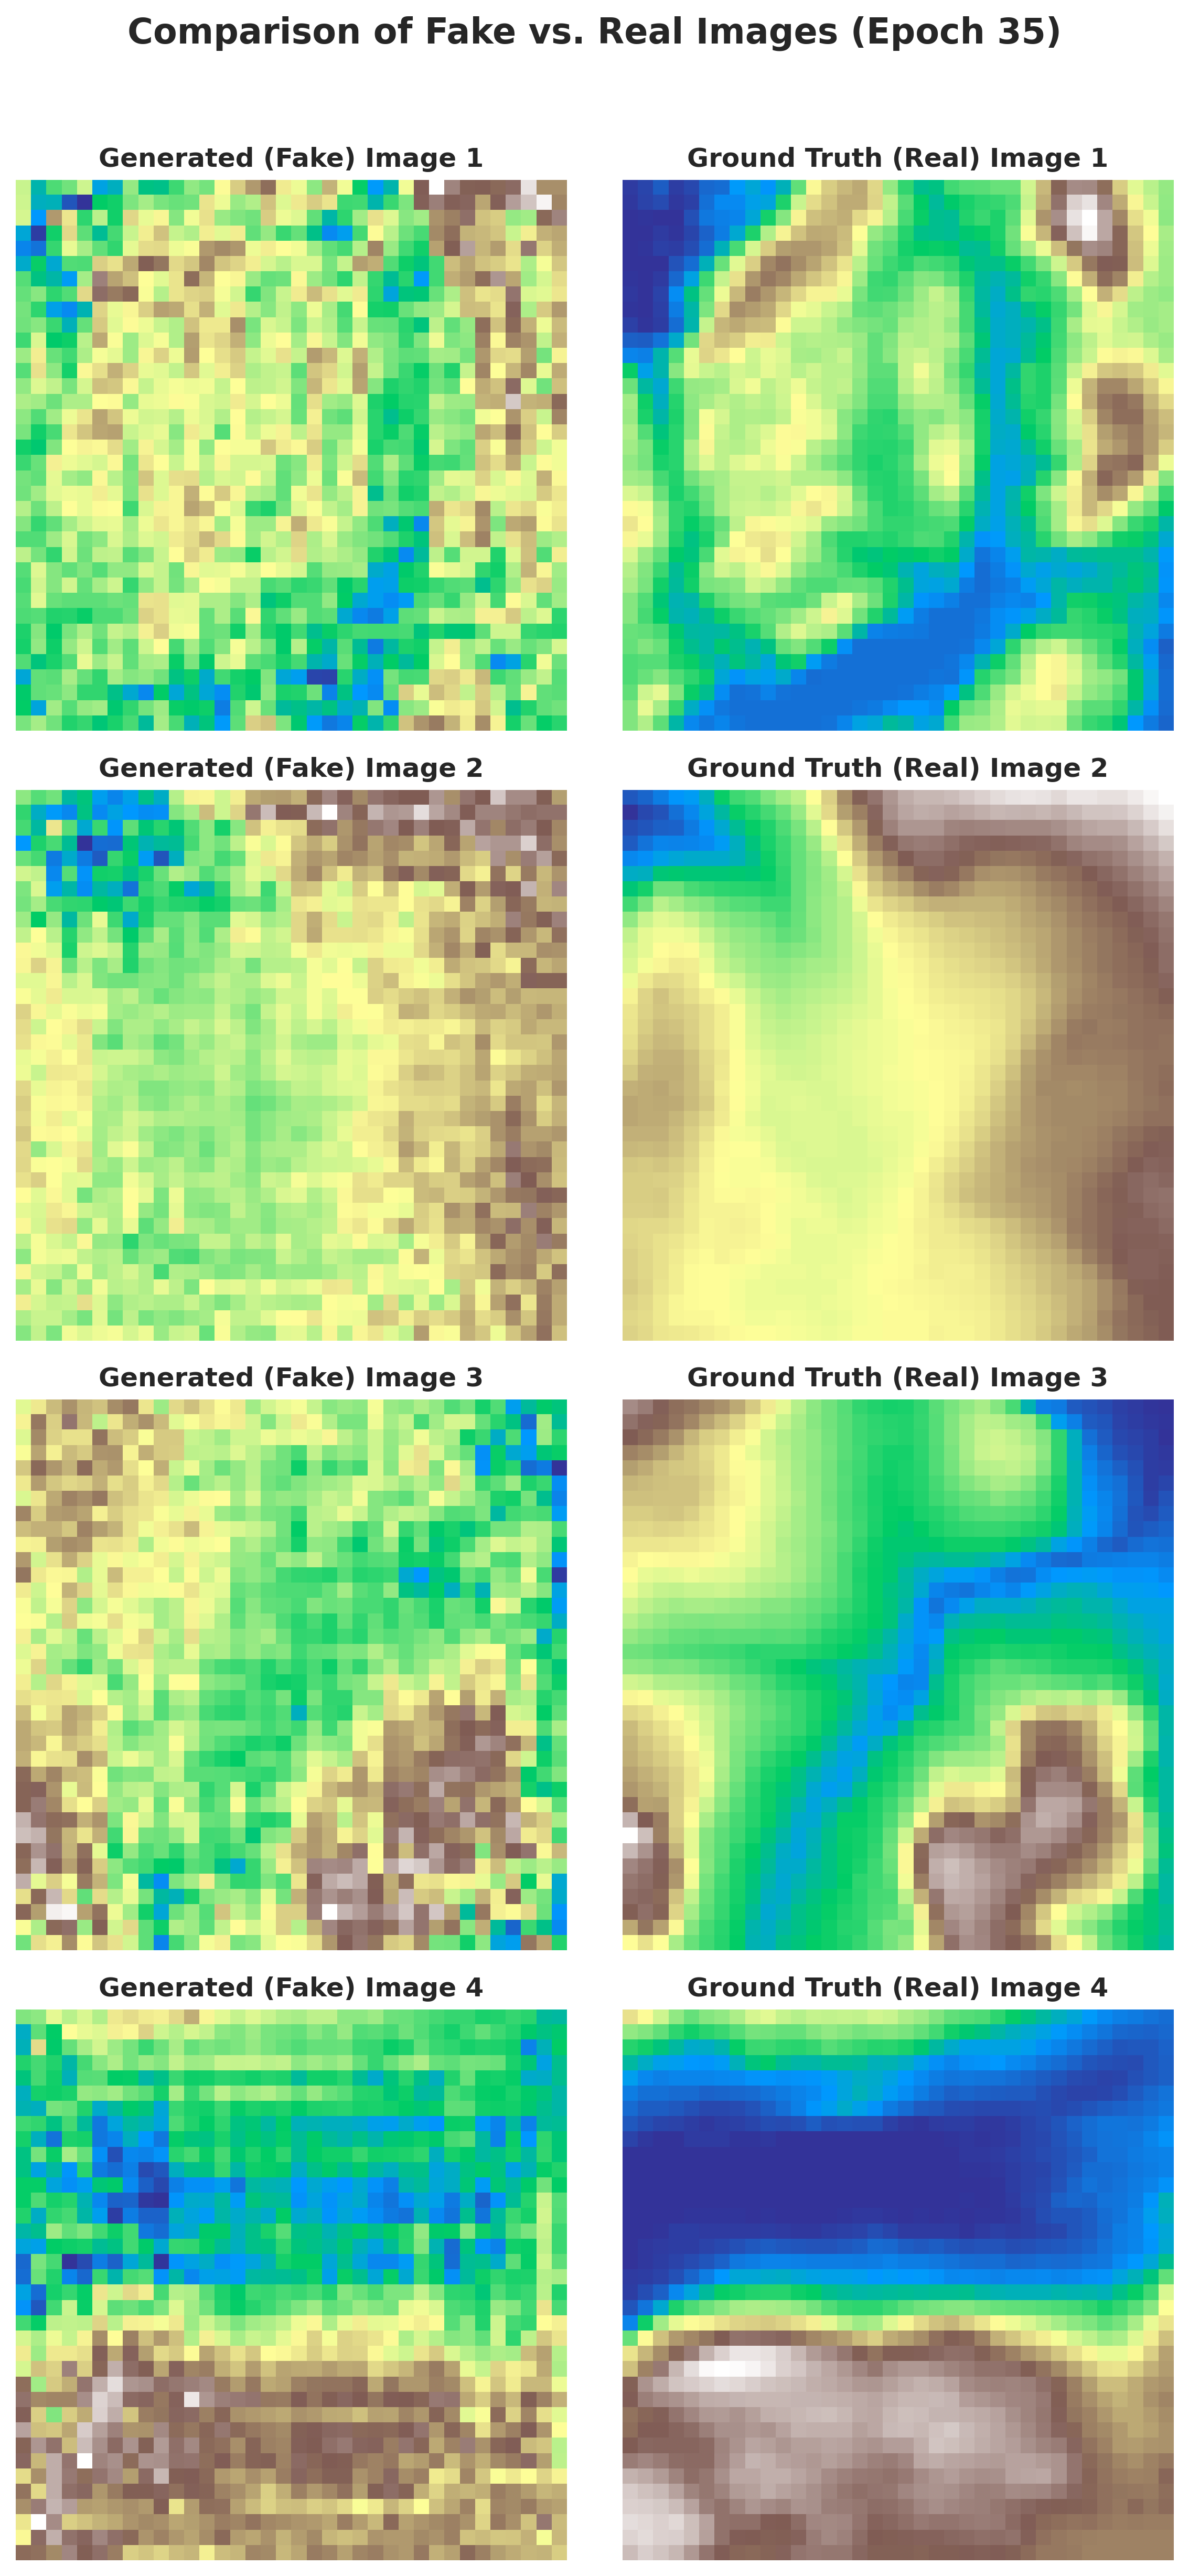 Comparison of Fake vs. Real Images (Epoch 35)
Generated (Fake) Image 1
Ground Truth (Real) Image 1
Generated (Fake) Image 2
Ground Truth (Real) Image 2
Generated (Fake) Image 3
Ground Truth (Real) Image 3
Generated (Fake) Image 4
Ground Truth (Real) Image 4